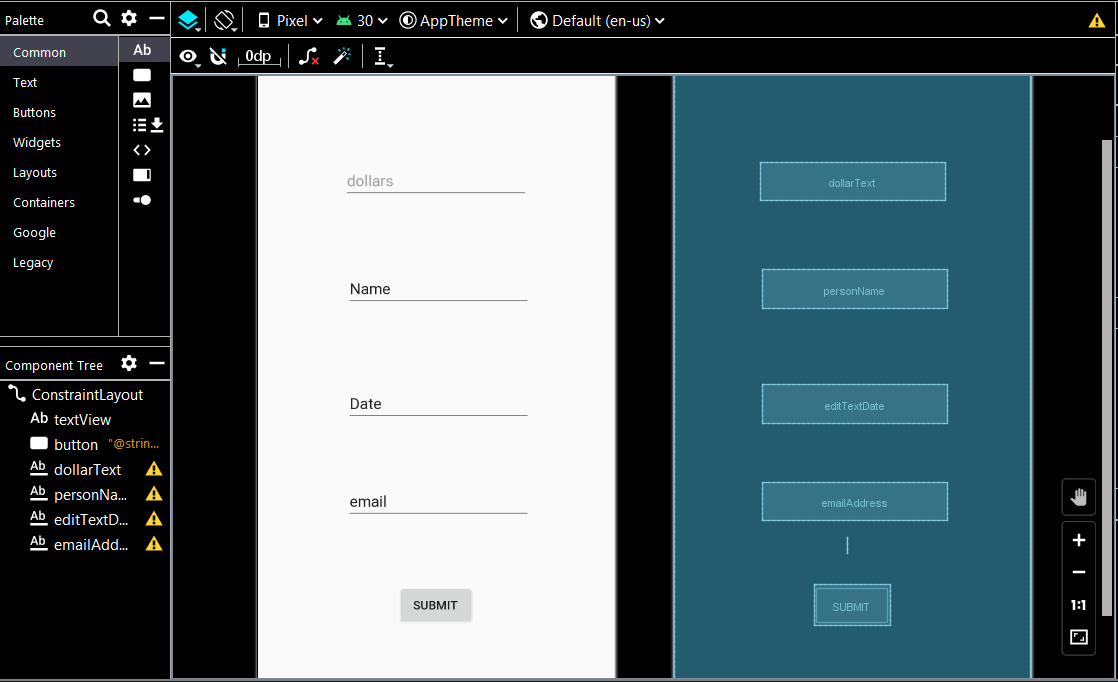 Palette
Pixel 30 AppTheme Default (en-us)
Common Ab
0dp
Text
Buttons
Widgets
Layouts
Containers
Google
Legacy
dollars
Name
Date
email
SUBMIT
dollarText
personName
editTextDate
emailAddress
SUBMIT
Component Tree
ConstraintLayout
Ab textView
button "@strin...
Ab dollarText
Ab personNa...
Ab editTextD...
Ab emailAdd...
1:1